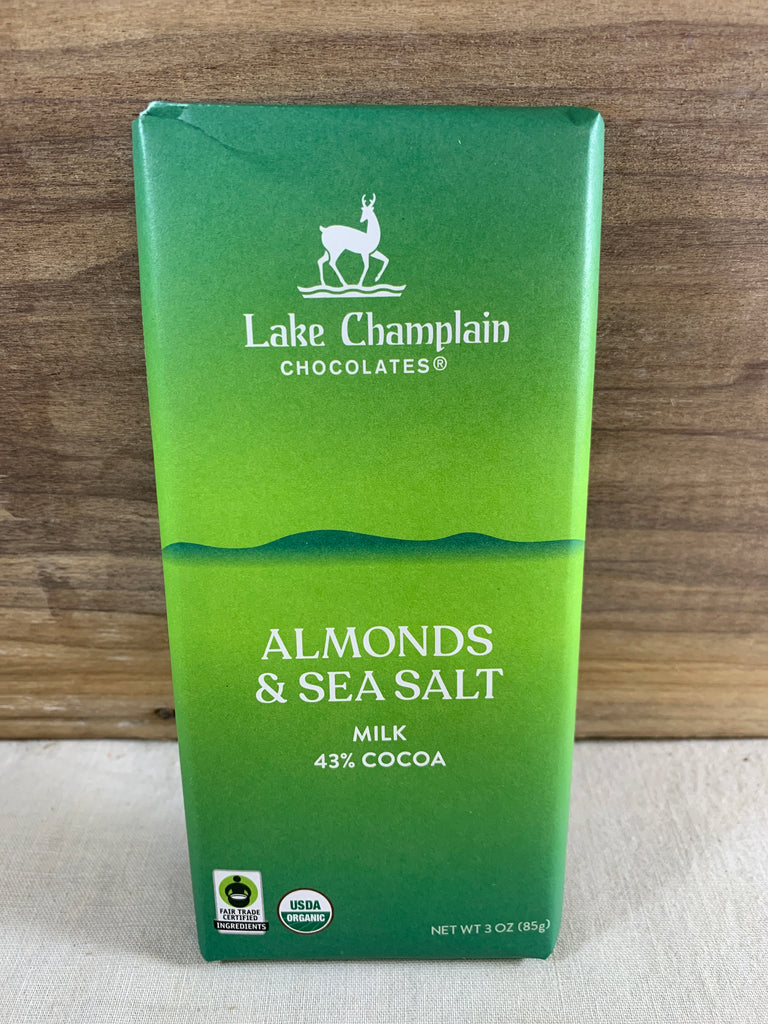 Lake Champlain
CHOCOLATES®
ALMONDS
& SEA SALT
MILK
43% COCOA
FAIR TRADE
CERTIFIED
INGREDIENTS
USDA
ORGANIC
NET WT 3 OZ (85g)